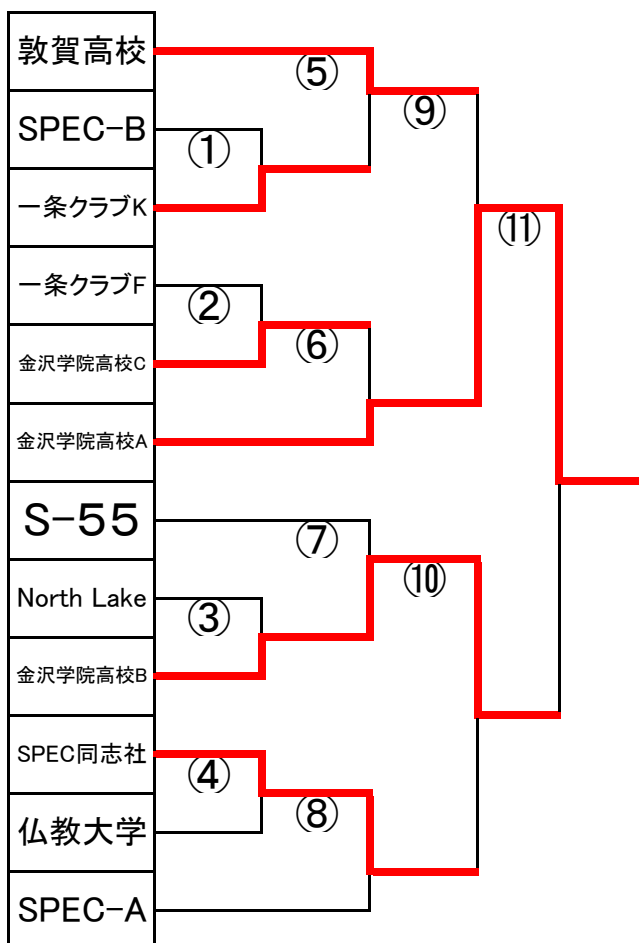 敦賀高校
⑤
SPEC-B
①
⑨
一条クラブK
⑪
一条クラブF
②
⑥
金沢学院高校C
金沢学院高校A
S-55
⑦
North Lake
③
⑩
金沢学院高校B
SPEC同志社
④
⑧
仏教大学
SPEC-A